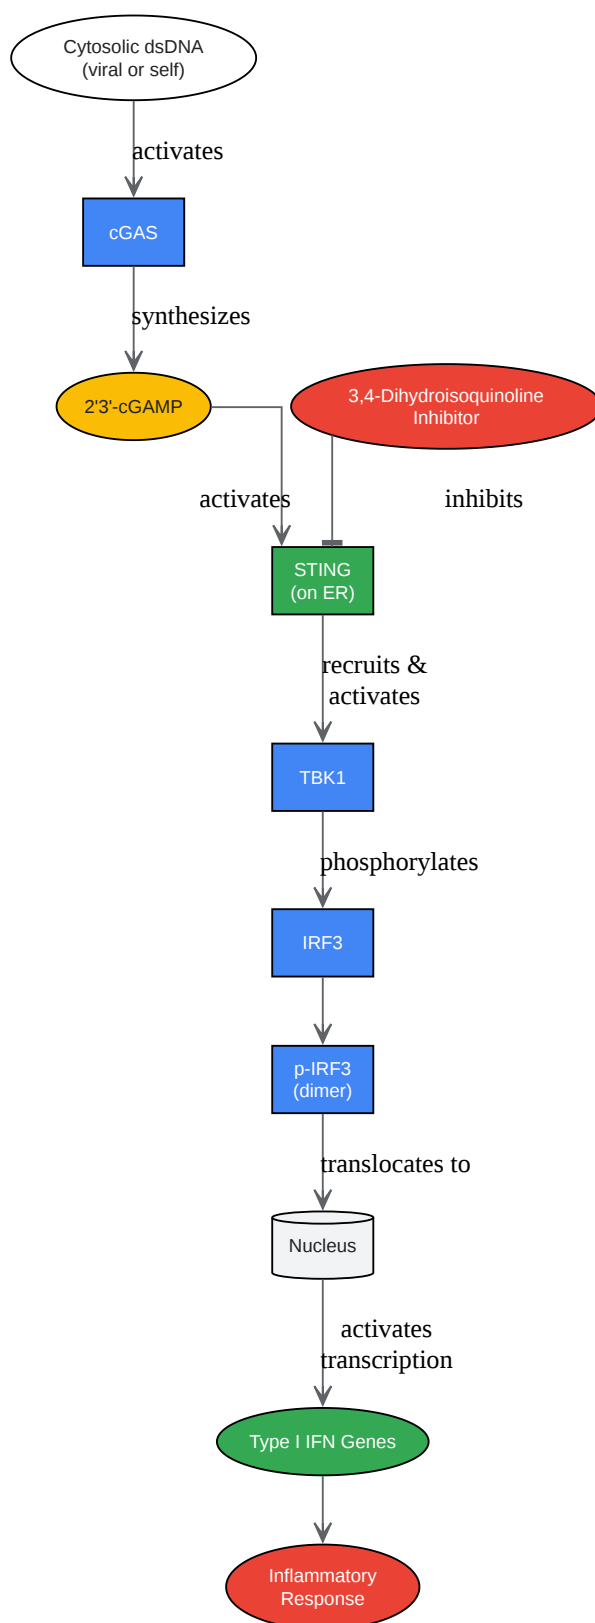 Cytosolic dsDNA
(viral or self)
activates
cGAS
synthesizes
2'3'-cGAMP
3,4-Dihydroisoquinoline
Inhibitor
activates
inhibits
STING
(on ER)
recruits &
activates
TBK1
phosphorylates
IRF3
p-IRF3
(dimer)
translocates to
Nucleus
activates
transcription
Type I IFN Genes
Inflammatory
Response